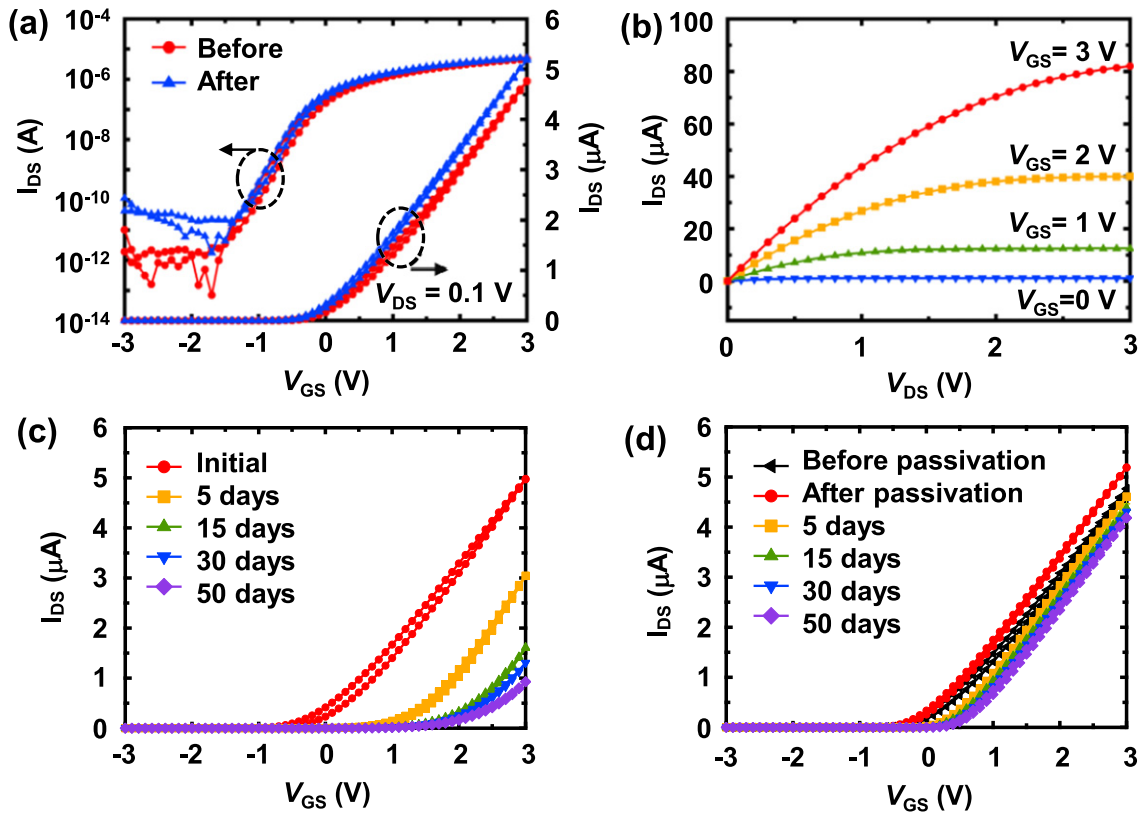 (a)
Before
After
I_DS (A)
10^-4
10^-6
10^-8
10^-10
10^-12
10^-14
I_DS (μA)
6
5
4
3
2
1
0
V_DS = 0.1 V
-3 -2 -1 0 1 2 3
V_GS (V)
(b)
I_DS (μA)
100
80
60
40
20
0
V_GS= 3 V
V_GS= 2 V
V_GS= 1 V
V_GS=0 V
0 1 2 3
V_DS (V)
(c)
I_DS (μA)
6
5
4
3
2
1
0
Initial
5 days
15 days
30 days
50 days
-3 -2 -1 0 1 2 3
V_GS (V)
(d)
I_DS (μA)
6
5
4
3
2
1
0
Before passivation
After passivation
5 days
15 days
30 days
50 days
-3 -2 -1 0 1 2 3
V_GS (V)